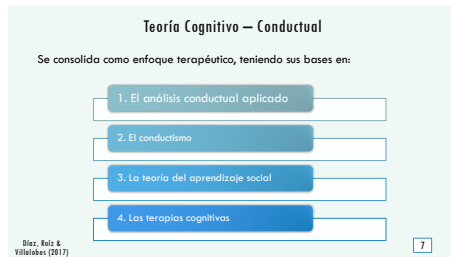 Teoría Cognitivo – Conductual
Se consolida como enfoque terapéutico, teniendo sus bases en:
1. El análisis conductual aplicado
2. El conductismo
3. La teoría del aprendizaje social
4. Las terapias cognitivas
Díaz, Ruíz &
Villalobos (2017)
7